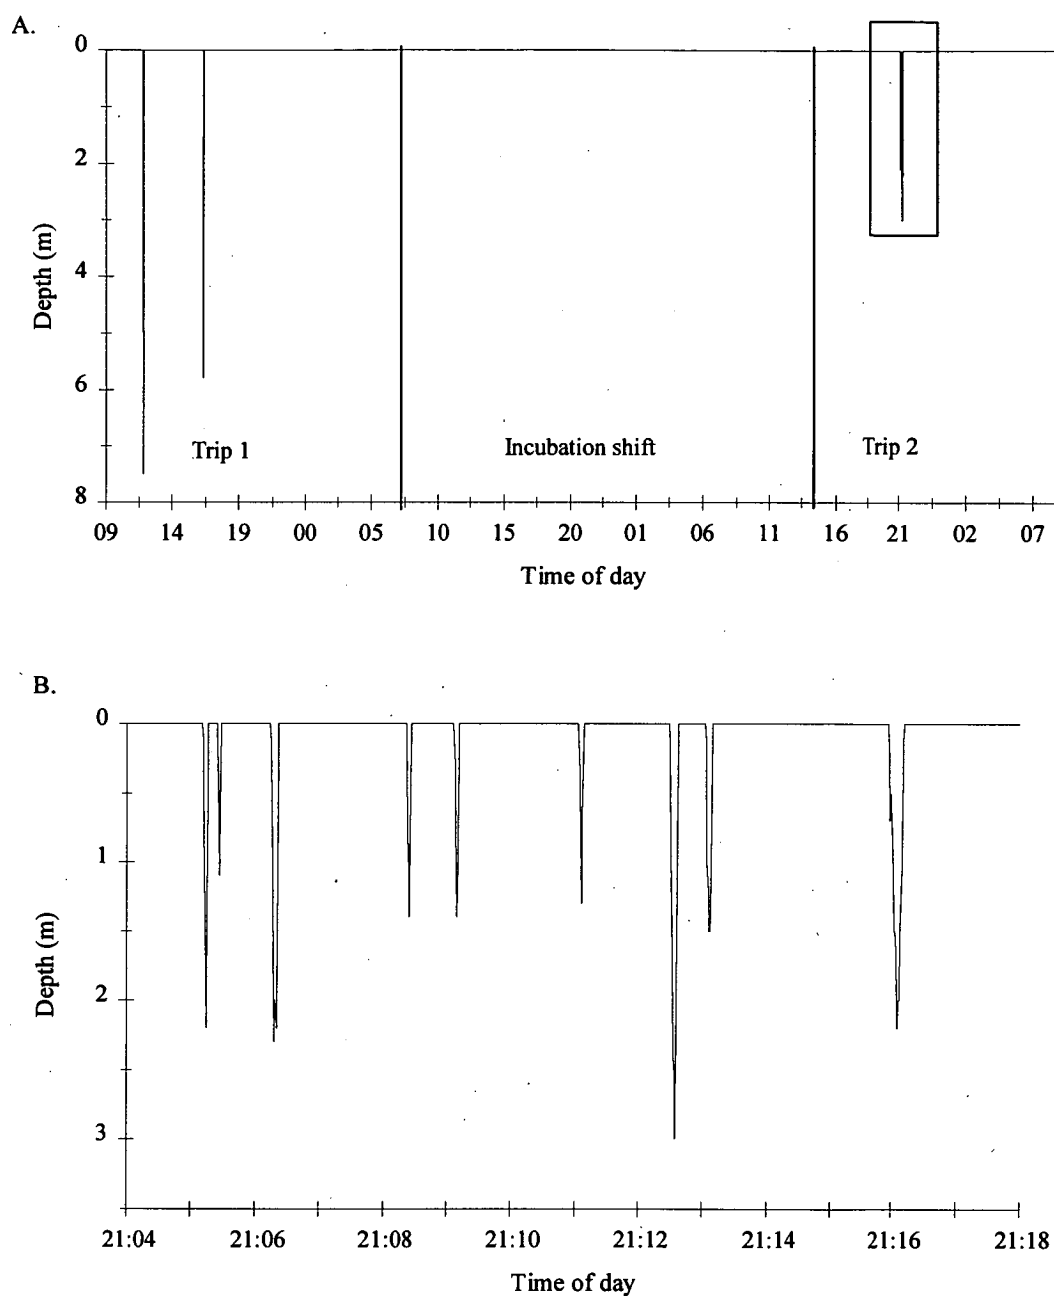 A.
0
2
4
6
8
Depth (m)
Trip 1
Incubation shift
Trip 2
09 14 19 00 05 10 15 20 01 06 11 16 21 02 07
Time of day
B.
0
1
2
3
Depth (m)
21:04 21:06 21:08 21:10 21:12 21:14 21:16 21:18
Time of day